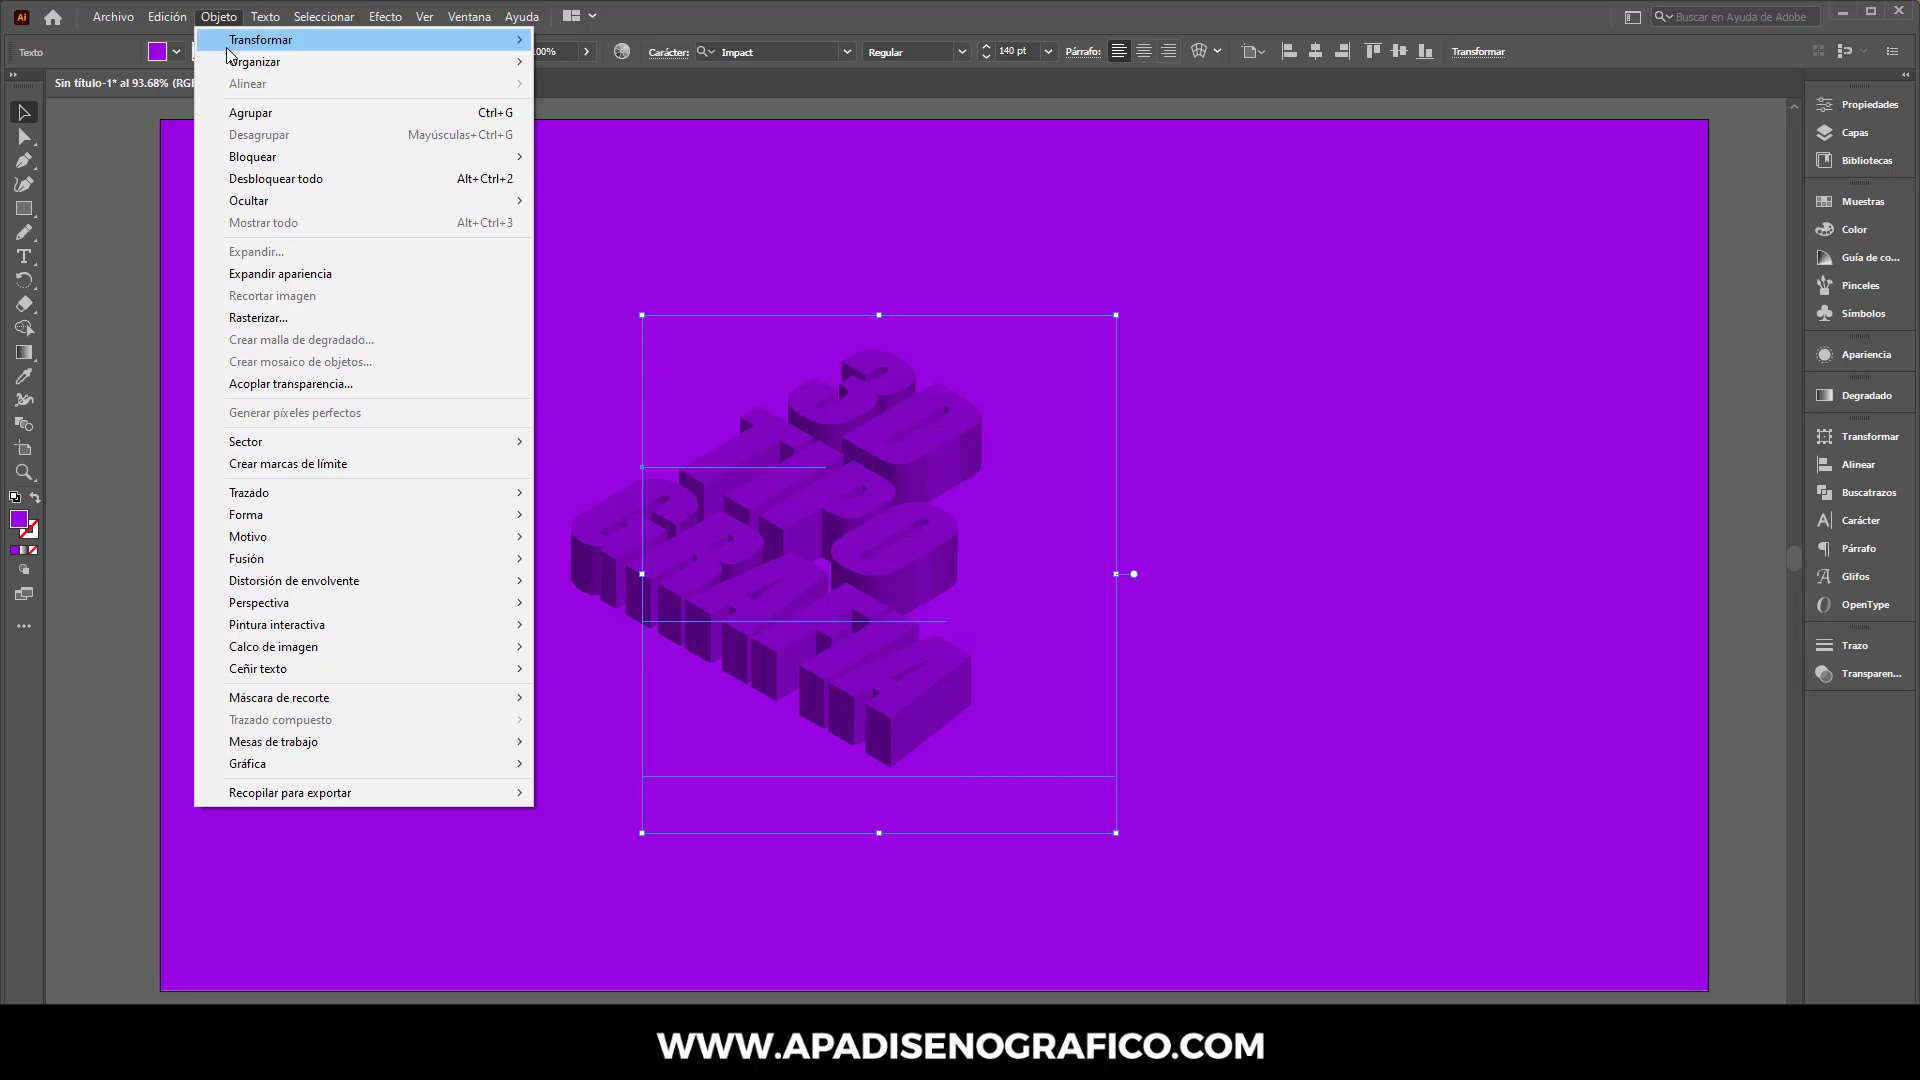 Ai Archivo Edición Objeto Texto Seleccionar Efecto Ver Ventana Ayuda Buscar en Ayuda de Adobe
Texto 100% Carácter: Impact Regular 140 pt Párrafo: Transformar
Sin título-1* al 93.68% (RG
Transformar
Organizar
Alinear
Agrupar Ctrl+G
Desagrupar Mayúsculas+Ctrl+G
Bloquear
Desbloquear todo Alt+Ctrl+2
Ocultar
Mostrar todo Alt+Ctrl+3
Expandir...
Expandir apariencia
Recortar imagen
Rasterizar...
Crear malla de degradado...
Crear mosaico de objetos...
Acoplar transparencia...
Generar píxeles perfectos
Sector
Crear marcas de límite
Trazado
Forma
Motivo
Fusión
Distorsión de envolvente
Perspectiva
Pintura interactiva
Calco de imagen
Ceñir texto
Máscara de recorte
Trazado compuesto
Mesas de trabajo
Gráfica
Recopilar para exportar
Propiedades
Capas
Bibliotecas
Muestras
Color
Guía de co...
Pinceles
Símbolos
Apariencia
Degradado
Transformar
Alinear
Buscatrazos
Carácter
Párrafo
Glifos
OpenType
Trazo
Transparen...
WWW.APADISENOGRAFICO.COM